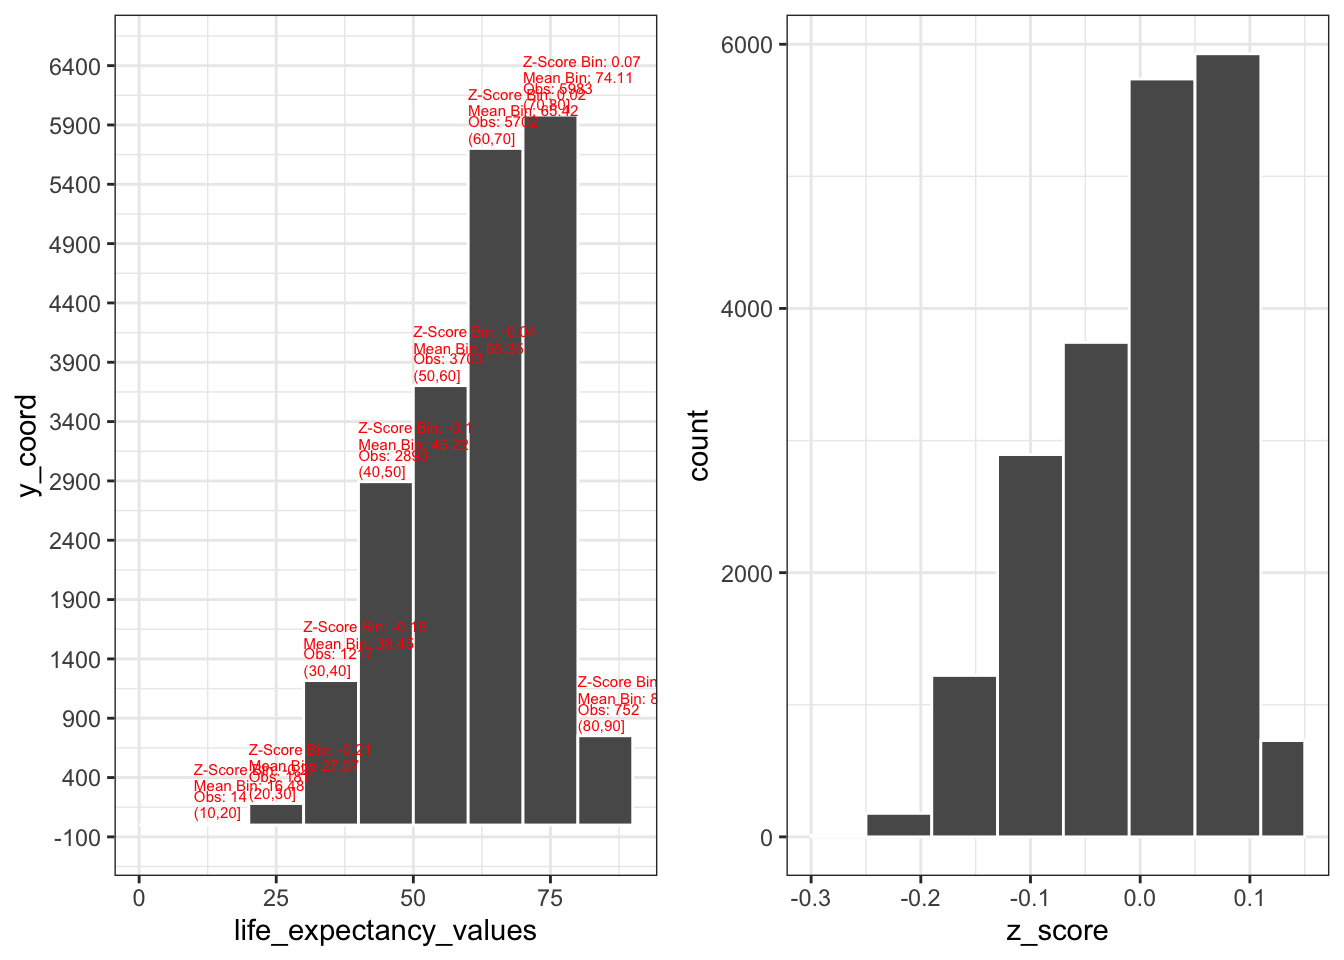 6400
5900
5400
4900
4400
3900
3400
2900
2400
1900
1400
900
400
-100
y_coord
Z-Score Bin: 0.07
Mean Bin: 74.11
Obs: 5983
(70,80]
Z-Score Bin: 0.02
Mean Bin: 65.42
Obs: 5702
(60,70]
Z-Score Bin: -0.04
Mean Bin: 55.35
Obs: 3703
(50,60]
Z-Score Bin: -0.1
Mean Bin: 45.22
Obs: 2893
(40,50]
Z-Score Bin: -0.15
Mean Bin: 36.45
Obs: 1217
(30,40]
Z-Score Bin: -0.21
Mean Bin: 27.07
Obs:
(20,30]
Z-Score Bin:
Mean Bin: 16.48
Obs: 14
(10,20]
Z-Score Bin
Mean Bin: 8
Obs: 752
(80,90]
0
25
50
75
life_expectancy_values
6000
4000
2000
0
count
-0.3
-0.2
-0.1
0.0
0.1
z_score